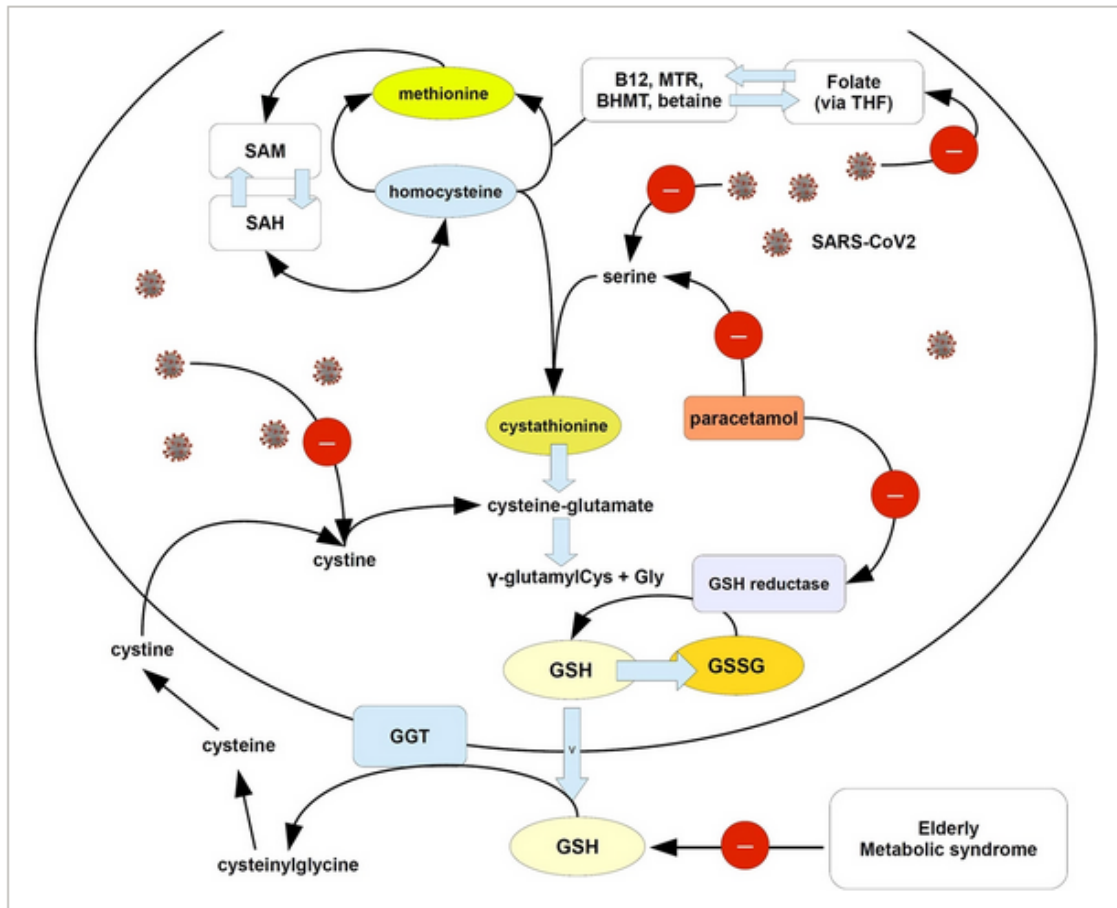 methionine
B12, MTR,
BHMT, betaine
Folate
(via THF)
SAM
homocysteine
SAH
SARS-CoV2
serine
paracetamol
cystathionine
cysteine-glutamate
cystine
γ-glutamylCys + Gly
GSH reductase
cystine
GSH
GSSG
GGT
cysteine
v
GSH
Elderly
Metabolic syndrome
cysteinylglycine